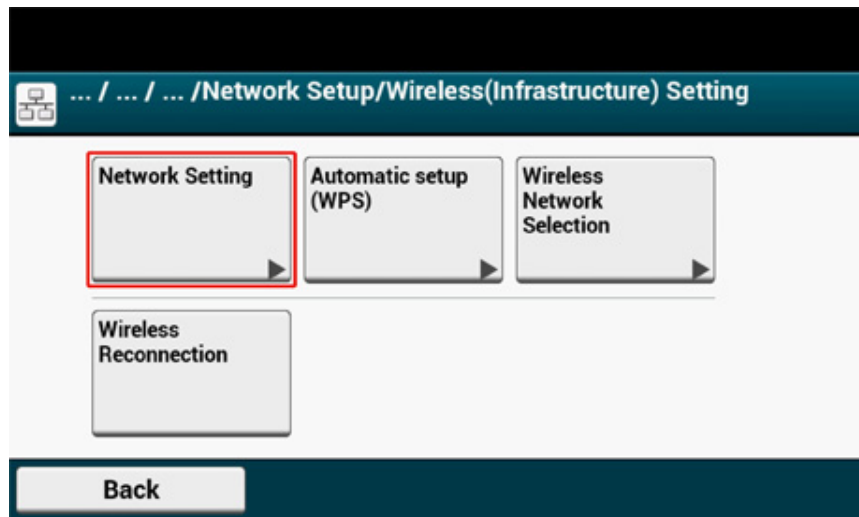 ... / ... / ... /Network Setup/Wireless(Infrastructure) Setting
Network Setting
Automatic setup
(WPS)
Wireless
Network
Selection
Wireless
Reconnection
Back